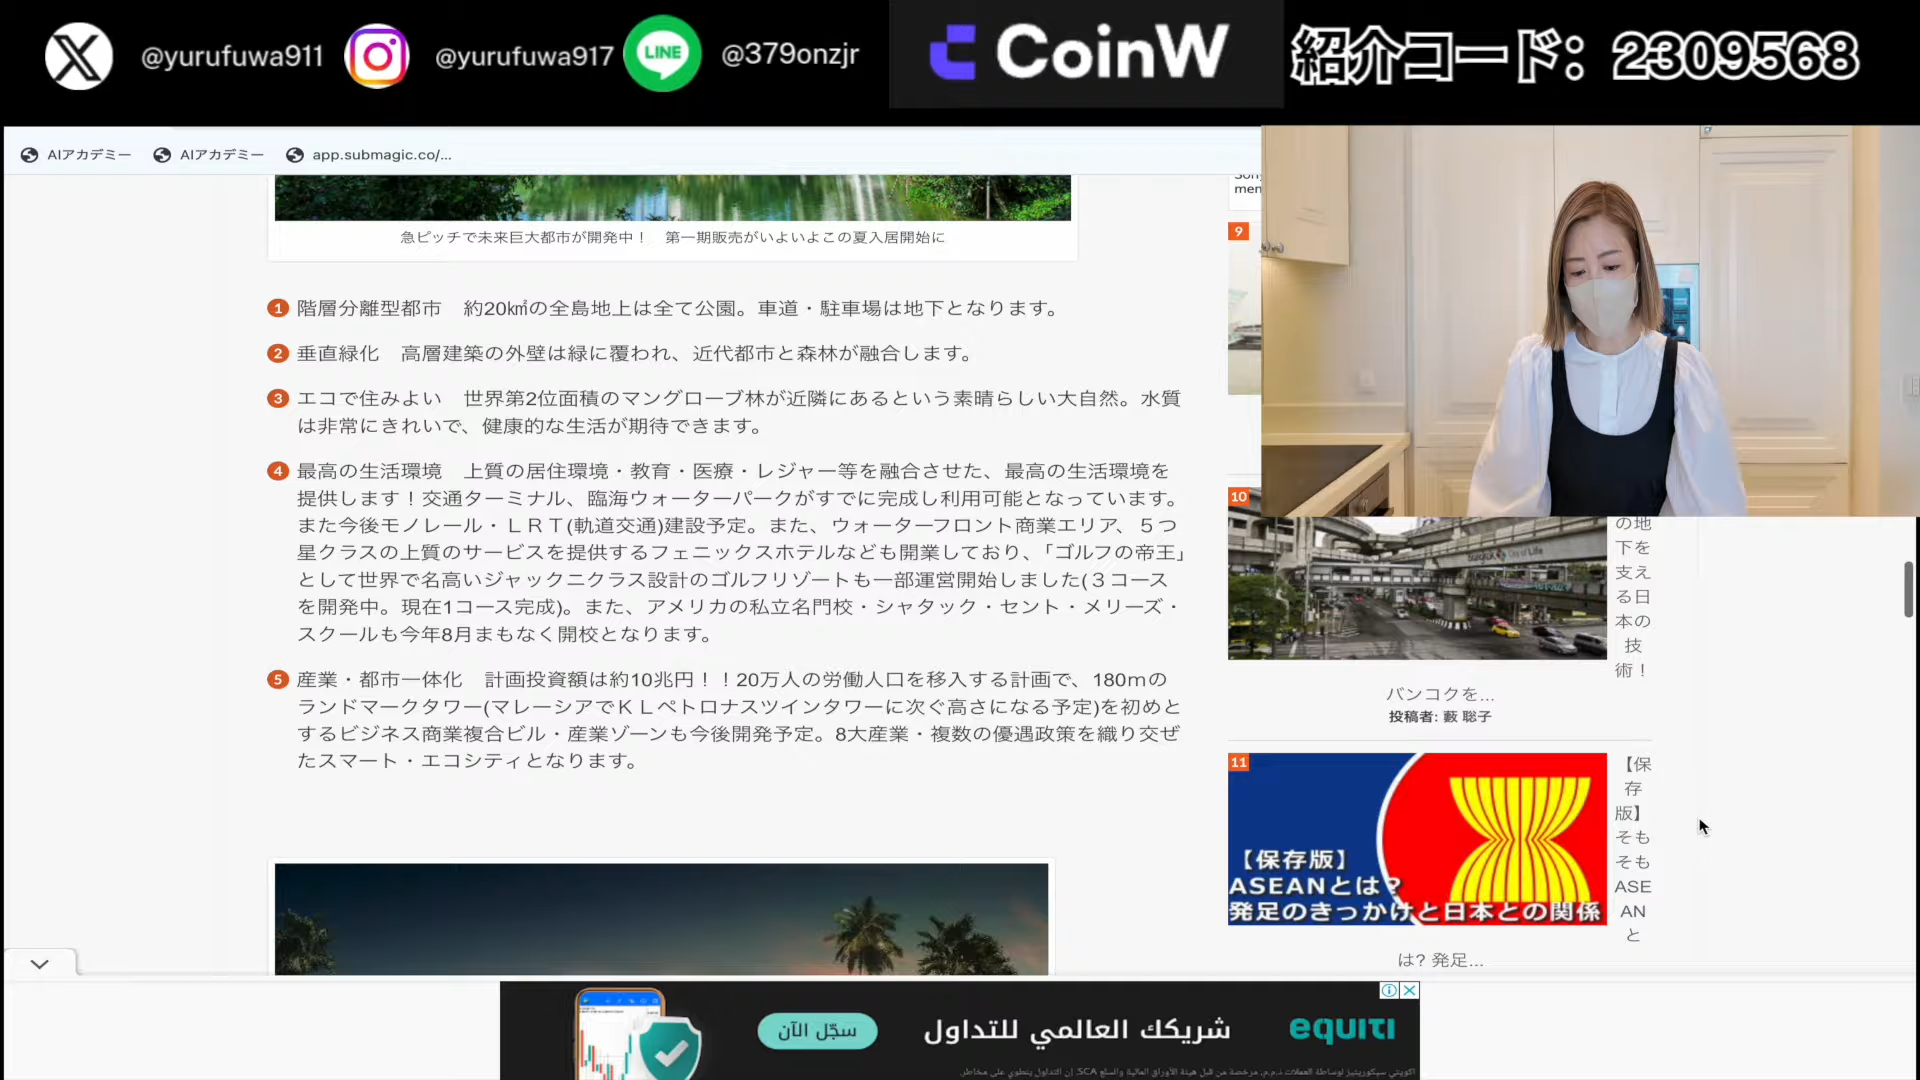 @yurufuwa911
@yurufuwa917
LINE
@379onzjr
CoinW
紹介コード：2309568
AIアカデミー
AIアカデミー
app.submagic.co/...
急ピッチで未来巨大都市が開発中！　第一期販売がいよいよこの夏入居開始に
1 階層分離型都市　約20㎢の全島地上は全て公園。車道・駐車場は地下となります。
2 垂直緑化　高層建築の外壁は緑に覆われ、近代都市と森林が融合します。
3 エコで住みよい　世界第2位面積のマングローブ林が近隣にあるという素晴らしい大自然。水質
は非常にきれいで、健康的な生活が期待できます。
4 最高の生活環境　上質の居住環境・教育・医療・レジャー等を融合させた、最高の生活環境を
提供します！交通ターミナル、臨海ウォーターパークがすでに完成し利用可能となっています。
また今後モノレール・ＬＲＴ(軌道交通)建設予定。また、ウォーターフロント商業エリア、５つ
星クラスの上質のサービスを提供するフェニックスホテルなども開業しており、「ゴルフの帝王」
として世界で名高いジャックニクラス設計のゴルフリゾートも一部運営開始しました(３コース
を開発中。現在1コース完成)。また、アメリカの私立名門校・シャタック・セント・メリーズ・
スクールも今年8月まもなく開校となります。
5 産業・都市一体化　計画投資額は約10兆円！！20万人の労働人口を移入する計画で、180ｍの
ランドマークタワー(マレーシアでＫＬペトロナスツインタワーに次ぐ高さになる予定)を初めと
するビジネス商業複合ビル・産業ゾーンも今後開発予定。8大産業・複数の優遇政策を織り交ぜ
たスマート・エコシティとなります。
men
9
10
の地
下を
支え
る日
本の
技
術！
バンコクを...
投稿者: 藪 聡子
11
【保存版】
ASEANとは？
発足のきっかけと日本との関係
【保
存
版】
そも
そも
ASE
AN
と
は? 発足...
سجّل الآن
شريكك العالمي للتداول
equiti